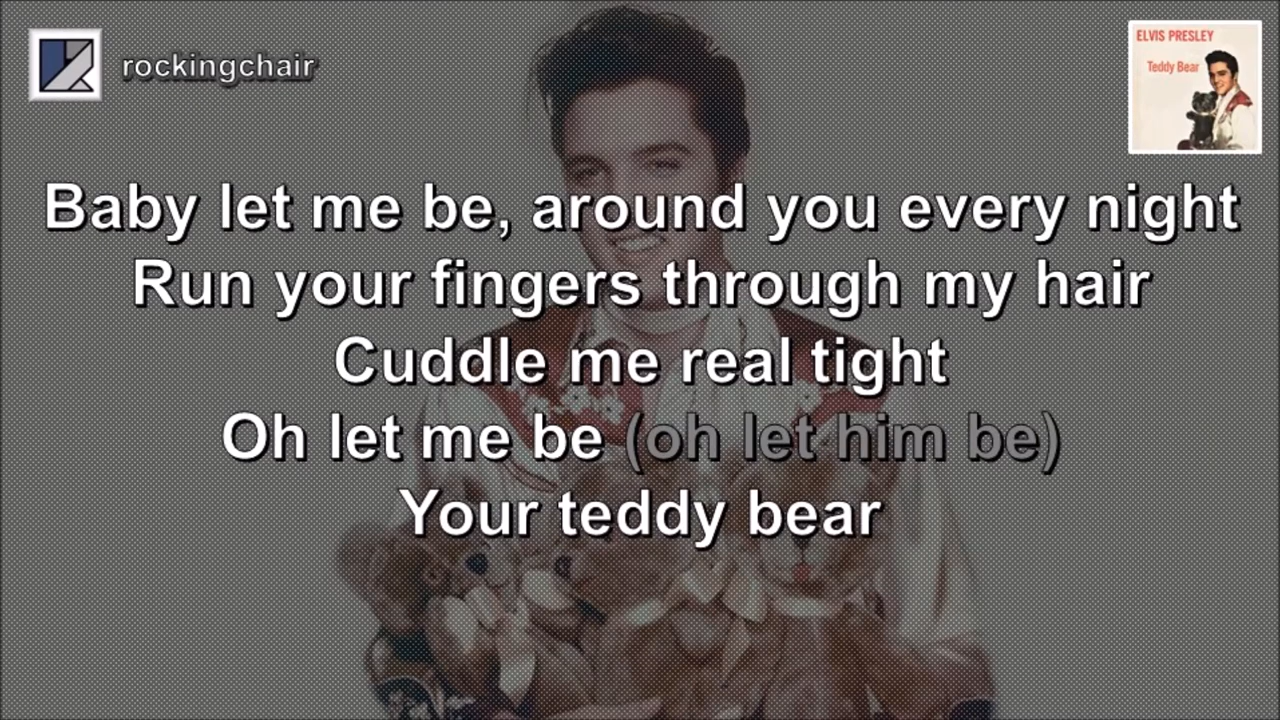 rockingchair
ELVIS PRESLEY
Teddy Bear
Baby let me be, around you every night
Run your fingers through my hair
Cuddle me real tight
Oh let me be (oh let him be)
Your teddy bear